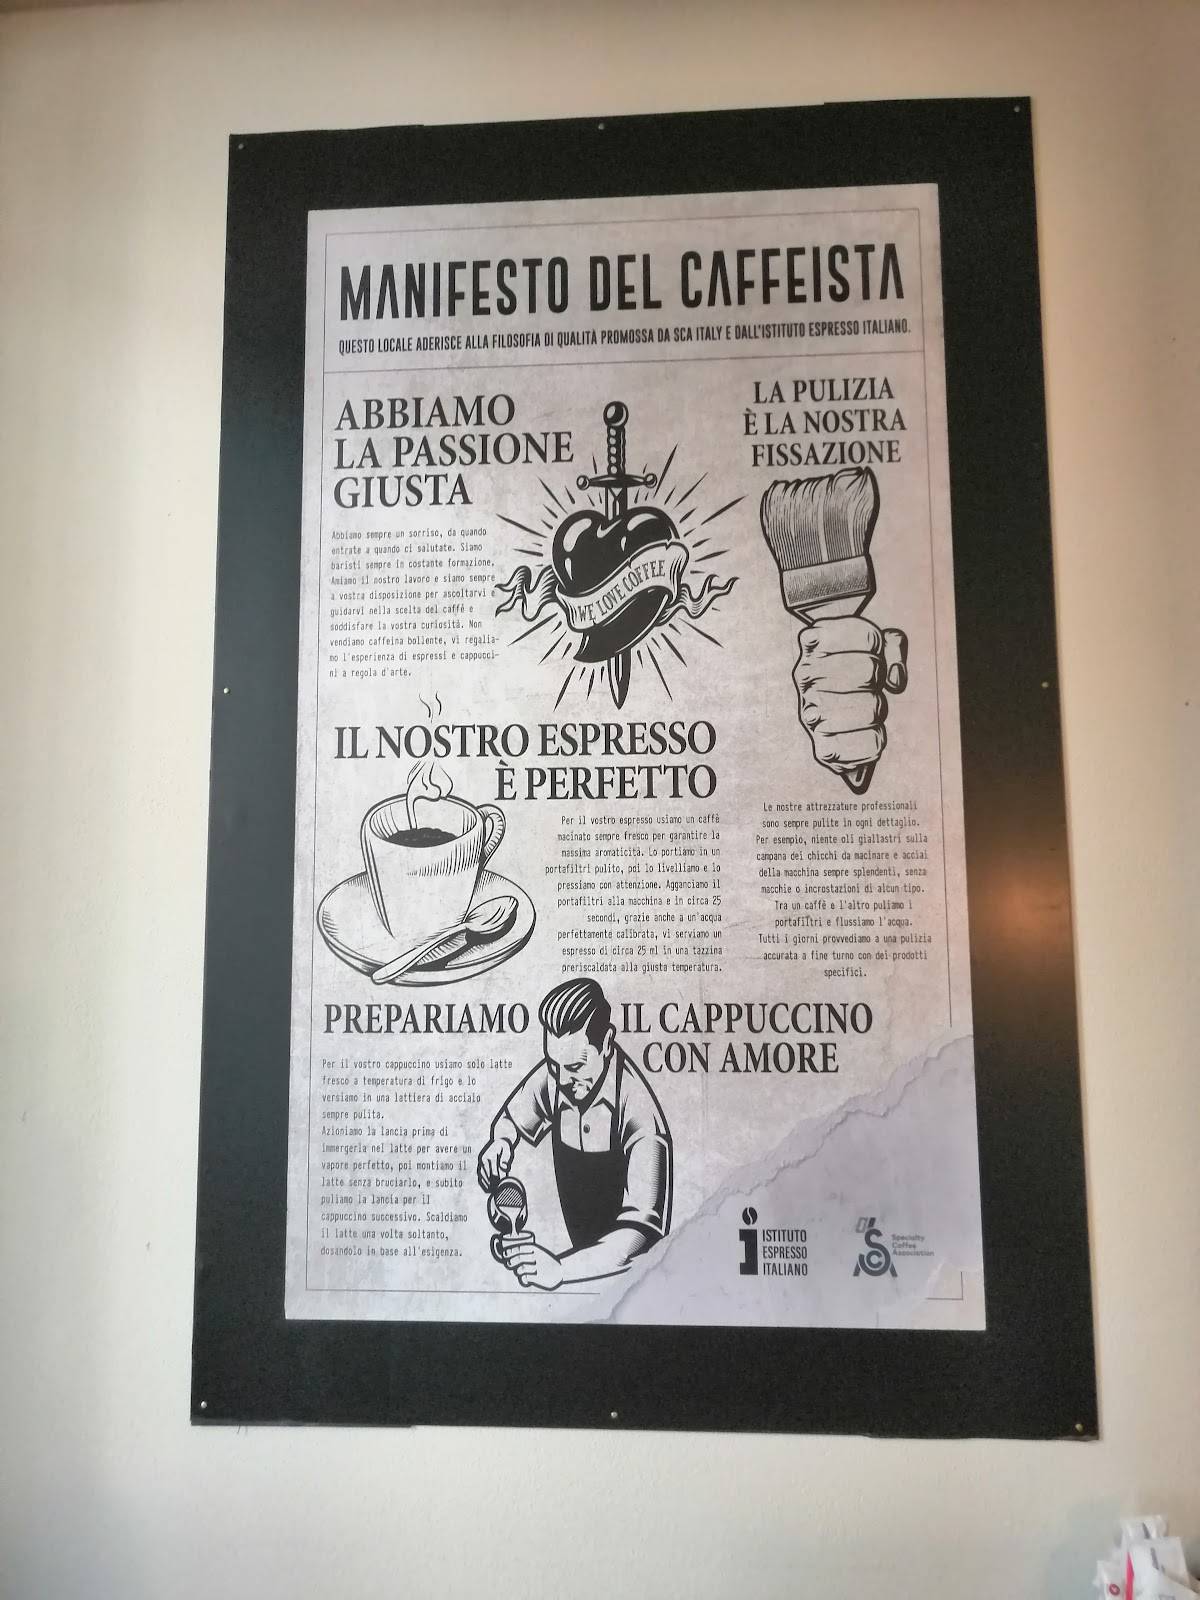 MANIFESTO DEL CAFFEISTA
QUESTO LOCALE ADERISCE ALLA FILOSOFIA DI QUALITÀ PROMOSSA DA SCA ITALY E DALL'ISTITUTO ESPRESSO ITALIANO.
ABBIAMO
LA PASSIONE
GIUSTA
Abbiamo sempre un sorriso, da quando
entrate a quando ci salutate. Siamo
baristi sempre in costante formazione.
Amiamo il nostro lavoro e siamo sempre
a vostra disposizione per ascoltarvi e
guidarvi nella scelta del caffè e
soddisfare la vostra curiosità. Non
vendiamo caffeina bollente, vi regalia-
mo l'esperienza di espressi e cappucci-
ni a regola d'arte.
WE LOVE COFFEE
LA PULIZIA
È LA NOSTRA
FISSAZIONE
Le nostre attrezzature professionali
sono sempre pulite in ogni dettaglio.
Per esempio, niente oli giallastri sulla
campana dei chicchi da macinare e acciai
della macchina sempre splendenti, senza
macchie o incrostazioni di alcun tipo.
Tra un caffè e l'altro puliamo i
portafiltri e flussiamo l'acqua.
Tutti i giorni provvediamo a una pulizia
accurata a fine turno con dei prodotti
specifici.
IL NOSTRO ESPRESSO
È PERFETTO
Per il vostro espresso usiamo un caffè
macinato sempre fresco per garantire la
massima aromaticità. Lo portiamo in un
portafiltri pulito, poi lo livelliamo e lo
pressiamo con attenzione. Agganciamo il
portafiltri alla macchina e in circa 25
secondi, grazie anche a un'acqua
perfettamente calibrata, vi serviamo un
espresso di circa 25 ml in una tazzina
preriscaldata alla giusta temperatura.
PREPARIAMO IL CAPPUCCINO
CON AMORE
Per il vostro cappuccino usiamo solo latte
fresco a temperatura di frigo e lo
versiamo in una lattiera di acciaio
sempre pulita.
Azioniamo la lancia prima di
immergerla nel latte per avere un
vapore perfetto, poi montiamo il
latte senza bruciarlo, e subito
puliamo la lancia per il
cappuccino successivo. Scaldiamo
il latte una volta soltanto,
dosandolo in base all'esigenza.
ISTITUTO
ESPRESSO
ITALIANO
Specialty
Coffee
Association